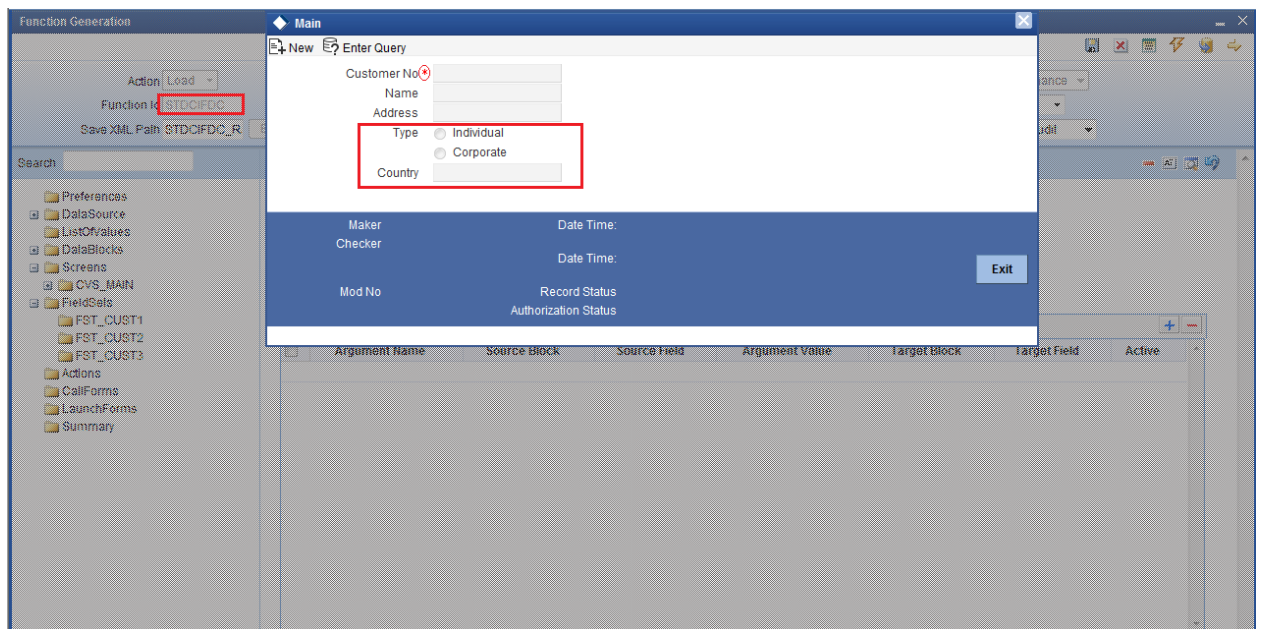 Function Generation
Main
New Enter Query
Action Load
Function Id STDCIFDC
Save XML Path STDCIFDC_R
Customer No
Name
Address
Type Individual
Corporate
Country
Search
Preferences
DataSource
ListOfValues
DataBlocks
Screens
CVS_MAIN
FieldSets
FST_CUST1
FST_CUST2
FST_CUST3
Actions
CallForms
LaunchForms
Summary
Maker Date Time:
Checker
Date Time:
Exit
Mod No Record Status
Authorization Status
Argument Name Source Block Source Field Argument Value Target Block Target Field Active